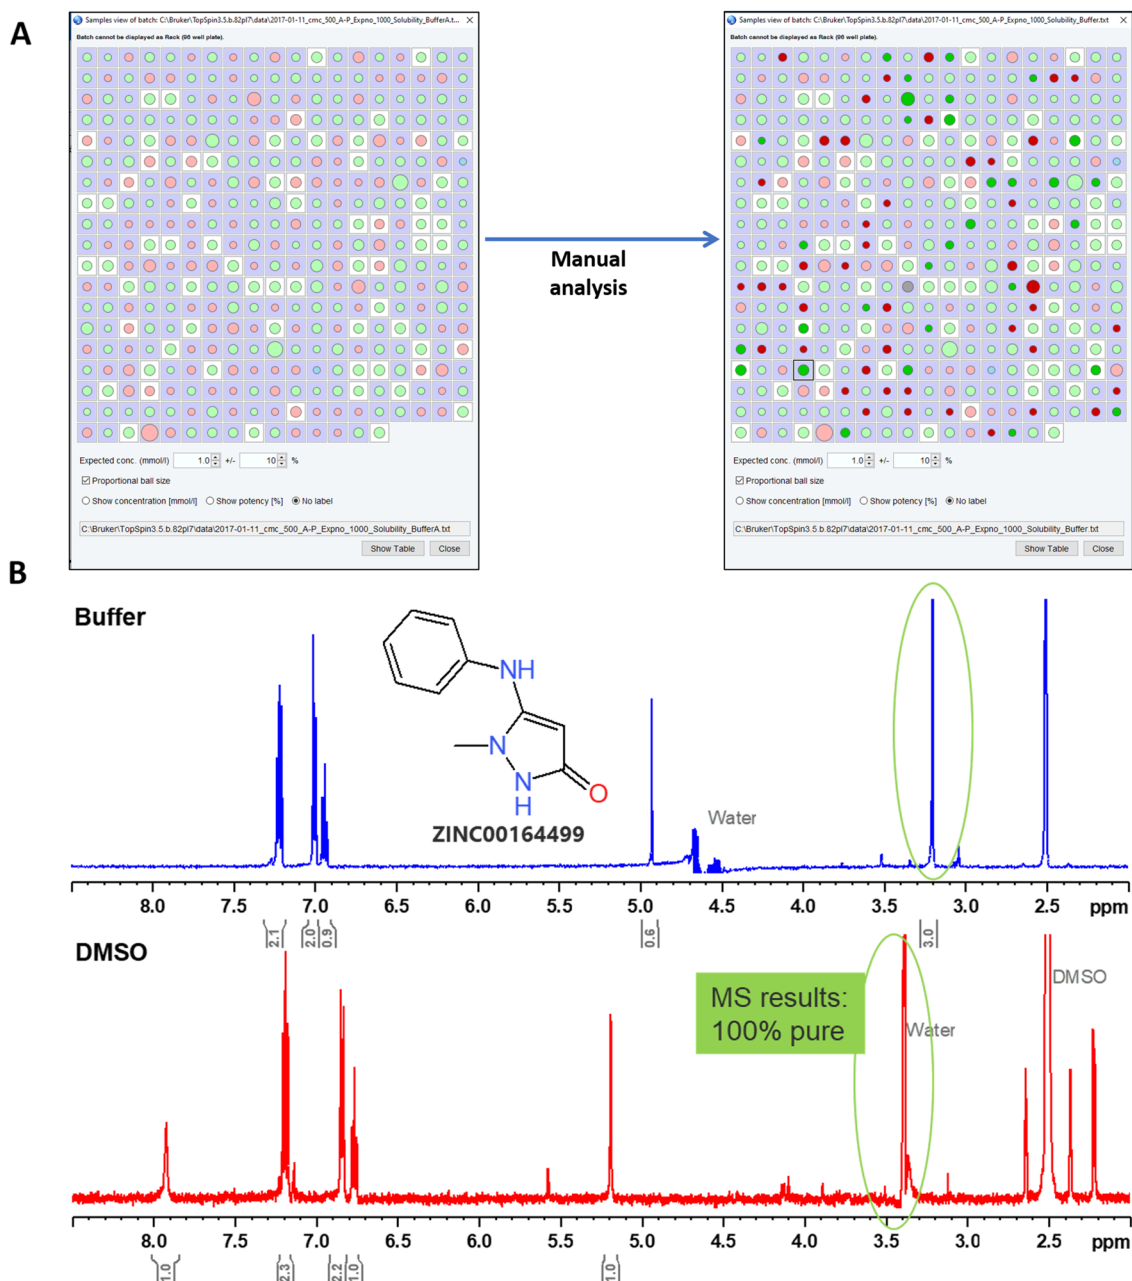 A
Samples view of batch: C:\Bruker\TopSpin3.5.b.82pl7\data\2017-01-11_cmc_500_A-P_Expno_1000_Solubility_BufferA.t...
Batch cannot be displayed as Rack (96 well plate).
Expected conc. (mmol/l) 1.0 +/- 10 %
Proportional ball size
Show concentration [mmol/l] Show potency [%] No label
C:\Bruker\TopSpin3.5.b.82pl7\data\2017-01-11_cmc_500_A-P_Expno_1000_Solubility_BufferA.txt
Show Table Close
Manual
analysis
Samples view of batch: C:\Bruker\TopSpin3.5.b.82pl7\data\2017-01-11_cmc_500_A-P_Expno_1000_Solubility_Buffer.txt
Batch cannot be displayed as Rack (96 well plate).
Expected conc. (mmol/l) 1.0 +/- 10 %
Proportional ball size
Show concentration [mmol/l] Show potency [%] No label
C:\Bruker\TopSpin3.5.b.82pl7\data\2017-01-11_cmc_500_A-P_Expno_1000_Solubility_Buffer.txt
Show Table Close
B
Buffer
NH
N
NH
O
ZINC00164499
Water
8.0 7.5 7.0 6.5 6.0 5.5 5.0 4.5 4.0 3.5 3.0 2.5 ppm
2.1 2.0 0.9 0.6 3.0
DMSO
MS results:
100% pure
Water
DMSO
8.0 7.5 7.0 6.5 6.0 5.5 5.0 4.5 4.0 3.5 3.0 2.5 2.0 ppm
1.0 2.3 2.2 1.0 1.0